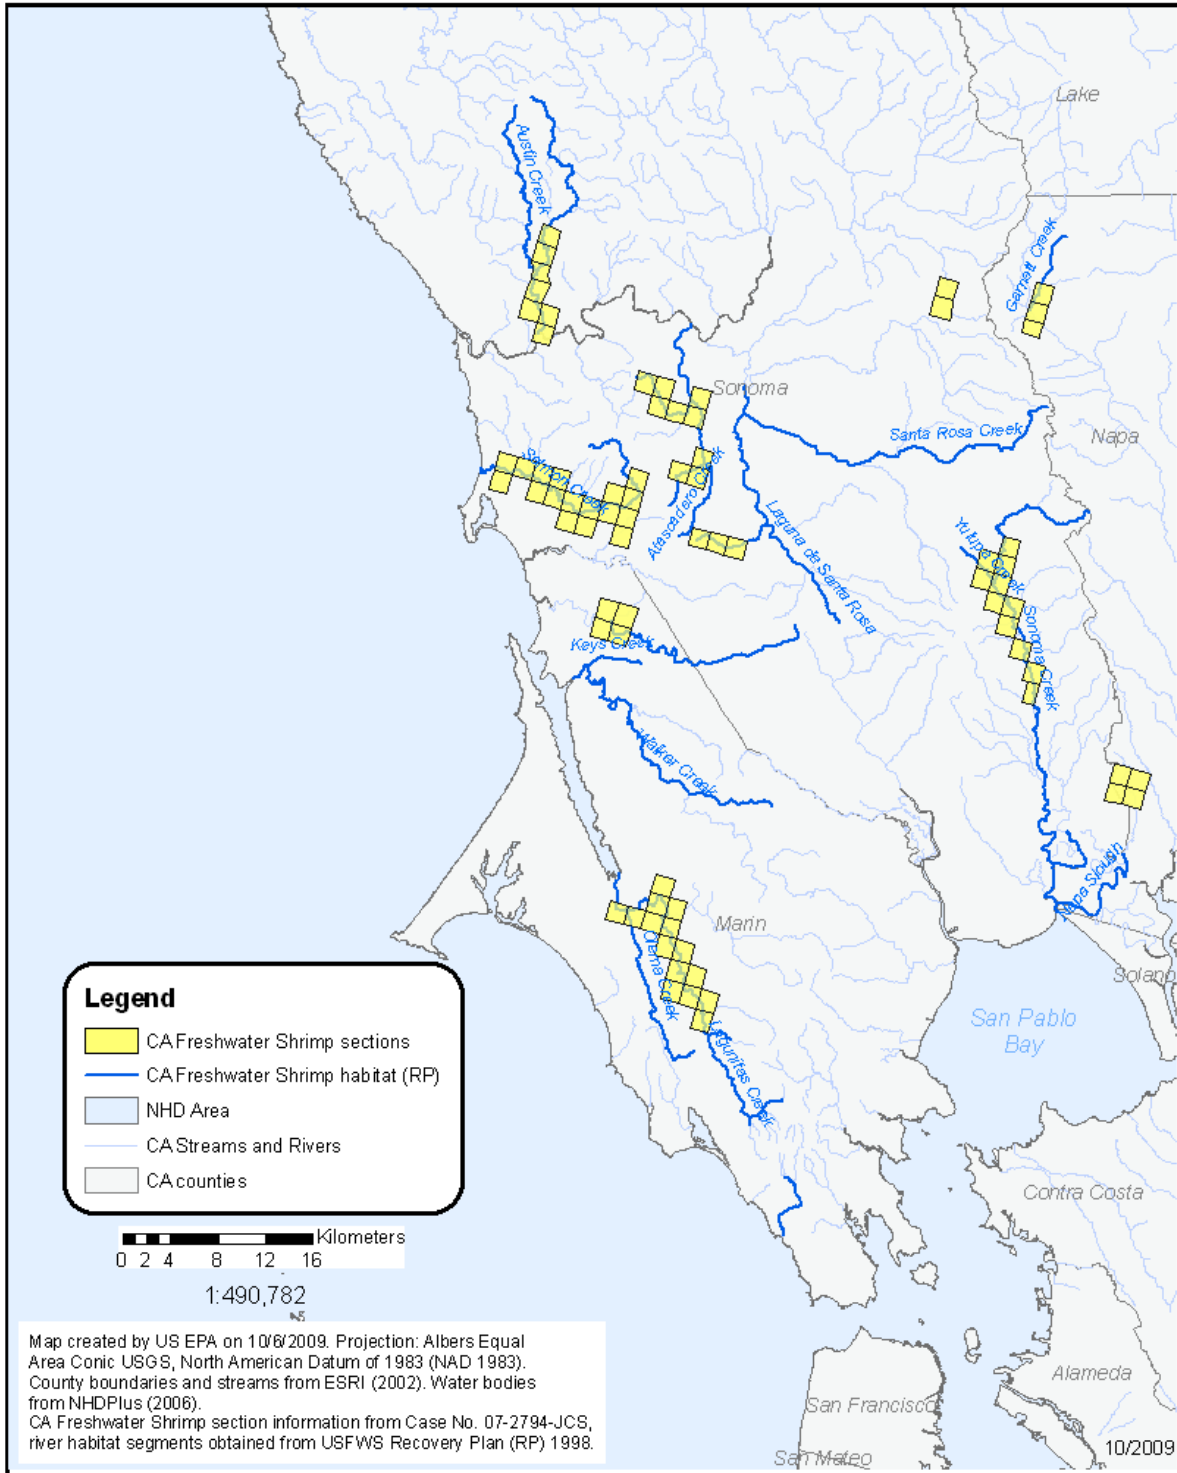 Lake
Austin Creek
Garnett Creek
Sonoma
Santa Rosa Creek
Napa
Salmon Creek
Atascadero Creek
Laguna de Santa Rosa
Yulupa Creek
Sonoma Creek
Keys Creek
Walker Creek
Napa Slough
Marin
Olema Creek
Solano
San Pablo
Bay
Lagunitas Creek
Contra Costa
Alameda
San Francisco
San Mateo
Legend
CA Freshwater Shrimp sections
CA Freshwater Shrimp habitat (RP)
NHD Area
CA Streams and Rivers
CA counties
Kilometers
0 2 4 8 12 16
1:490,782
Map created by US EPA on 10/6/2009. Projection: Albers Equal
Area Conic USGS, North American Datum of 1983 (NAD 1983).
County boundaries and streams from ESRI (2002). Water bodies
from NHDPlus (2006).
CA Freshwater Shrimp section information from Case No. 07-2794-JCS,
river habitat segments obtained from USFWS Recovery Plan (RP) 1998.
10/2009